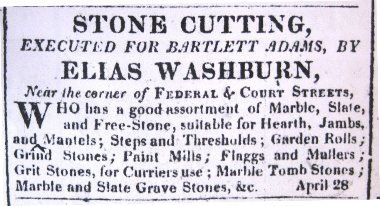 STONE CUTTING,
EXECUTED FOR BARTLETT ADAMS, BY
ELIAS WASHBURN,
Near the corner of FEDERAL & COURT STREETS,
WHO has a good assortment of Marble, Slate,
and Free-Stone, suitable for Hearth, Jambs,
and Mantels; Steps and Thresholds; Garden Rolls;
Grind Stones; Paint Mills; Flaggs and Mullers;
Grit Stones, for Curriers use; Marble Tomb Stones;
Marble and Slate Grave Stones, &c. April 28